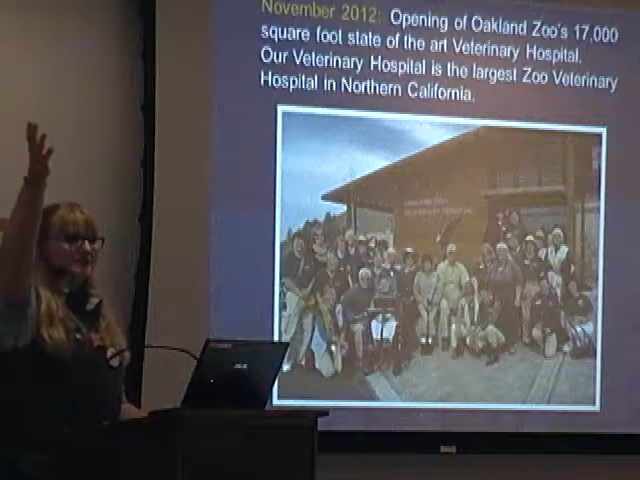 November 2012: Opening of Oakland Zoo's 17,000
square foot state of the art Veterinary Hospital.
Our Veterinary Hospital is the largest Zoo Veterinary
Hospital in Northern California.